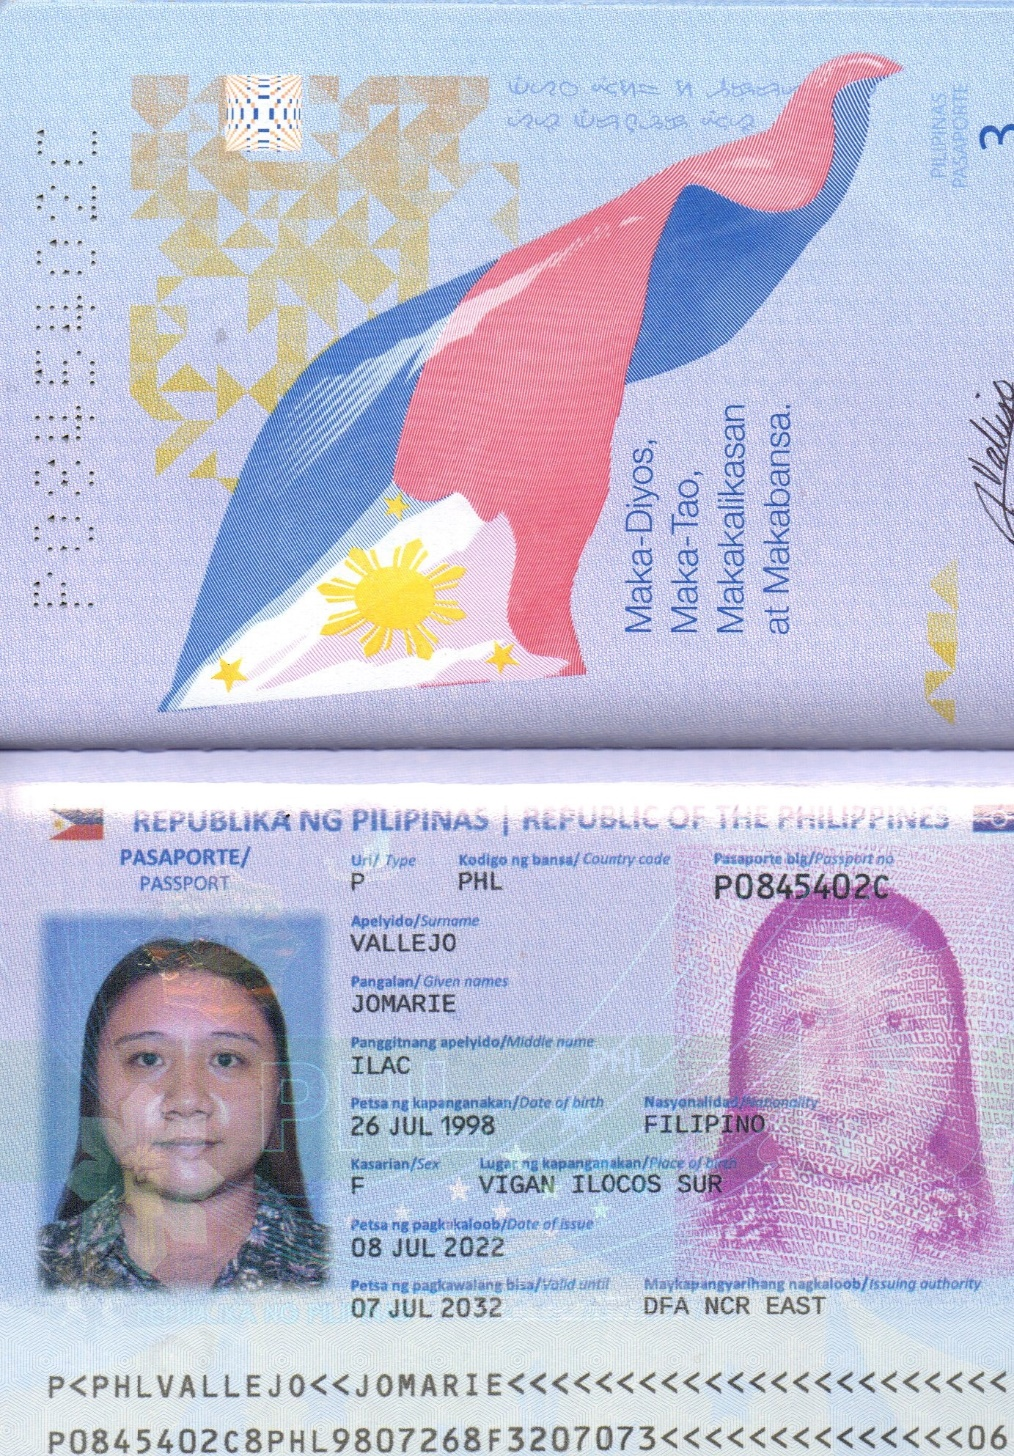 P0845402C
PILIPINAS
PASAPORTE
3
Maka-Diyos,
Maka-Tao,
Makakalikasan
at Makabansa.
REPUBLIKA NG PILIPINAS | REPUBLIC OF THE PHILIPPINES
PASAPORTE/
PASSPORT
Uri/ Type
Kodigo ng bansa/ Country code
Pasaporte blg/Passport no
P
PHL
P0845402C
Apelyido/Surname
VALLEJO
Pangalan/ Given names
JOMARIE
Panggitnang apelyido/Middle name
ILAC
Petsa ng kapanganakan/Date of birth
Nasyonalidad/Nationality
26 JUL 1998
FILIPINO
Kasarian/Sex
Lugar ng kapanganakan/Place of birth
F
VIGAN ILOCOS SUR
Petsa ng pagkakaloob/Date of issue
08 JUL 2022
Petsa ng pagkawalang bisa/Valid until
Maykapangyarihang nagkaloob/Issuing authority
07 JUL 2032
DFA NCR EAST
P<PHLVALLEJO<<JOMARIE<<<<<<<<<<<<<<<<<<<<<<<
P0845402C8PHL9807268F3207073<<<<<<<<<<<<<<06